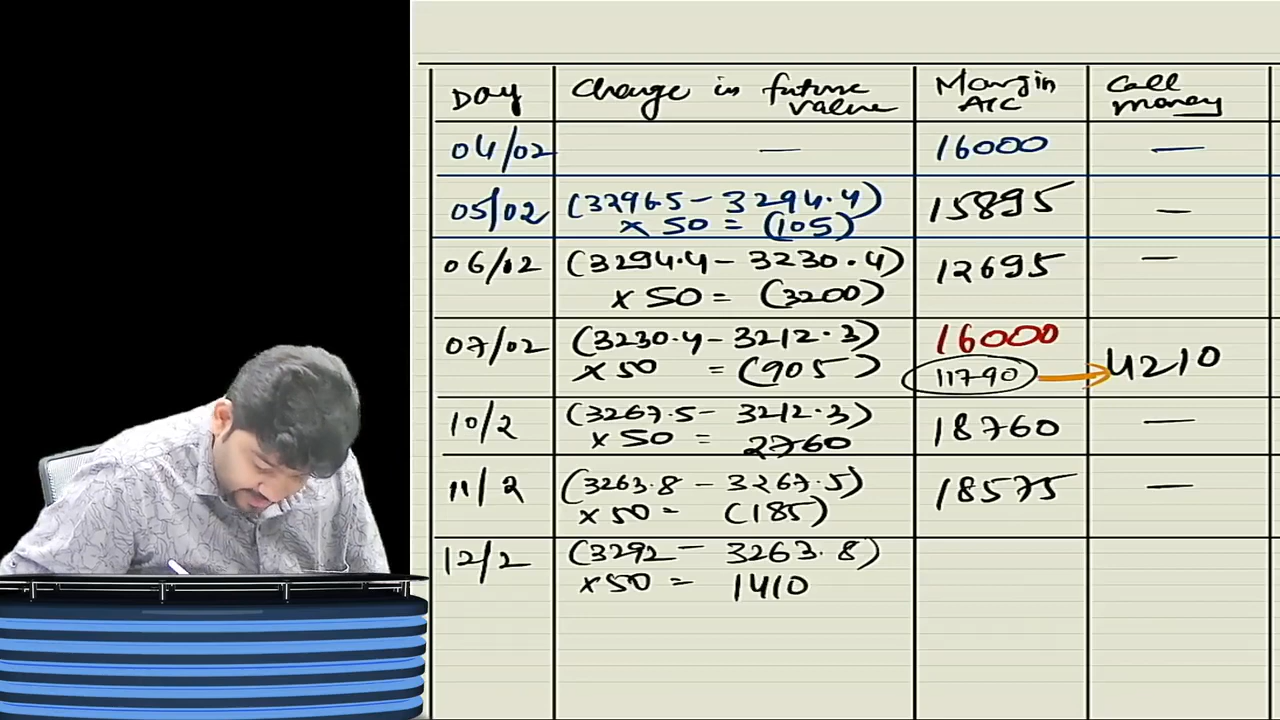 Day Change in future value Margin A/C Call money
04/02 — 16000 —
05/02 (3296.5 - 3294.4) 15895 —
x 50 = (105)
06/02 (3294.4 - 3230.4) 12695 —
x 50 = (3200)
07/02 (3230.4 - 3212.3) 16000
x 50 = (905) 11790 → 4210
10/2 (3267.5 - 3212.3) 18760 —
x 50 = 2760
11/2 (3263.8 - 3267.5) 18575 —
x 50 = (185)
12/2 (3292 - 3263.8)
x 50 = 1410